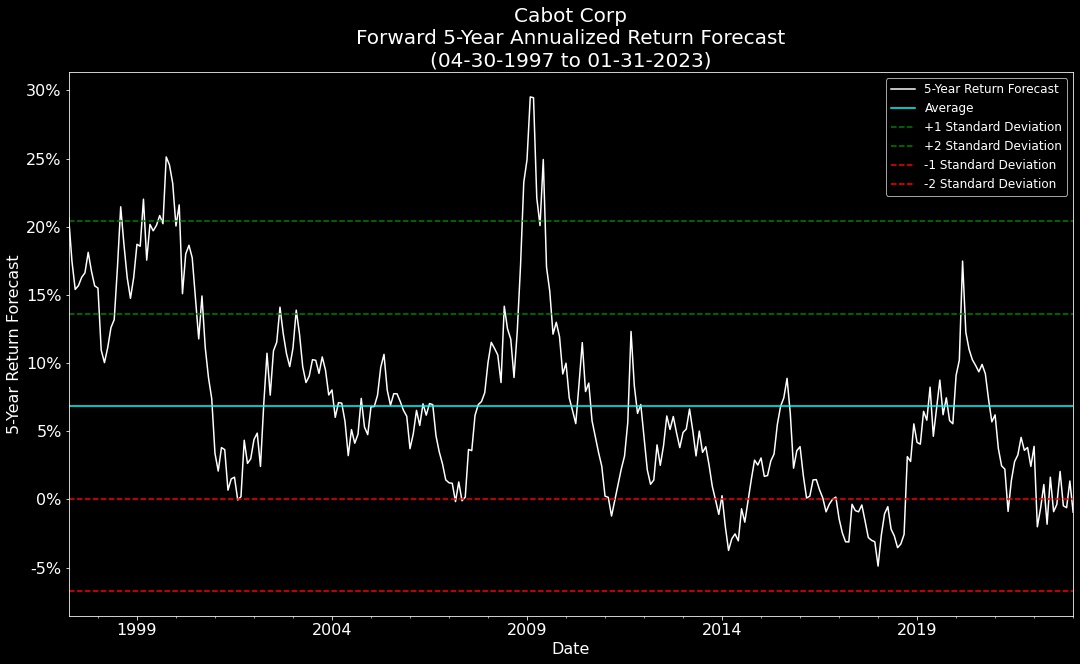 Cabot Corp
Forward 5-Year Annualized Return Forecast
(04-30-1997 to 01-31-2023)
5-Year Return Forecast
30%
25%
20%
15%
10%
5%
0%
-5%
5-Year Return Forecast
Average
+1 Standard Deviation
+2 Standard Deviation
-1 Standard Deviation
-2 Standard Deviation
1999
2004
2009
2014
2019
Date